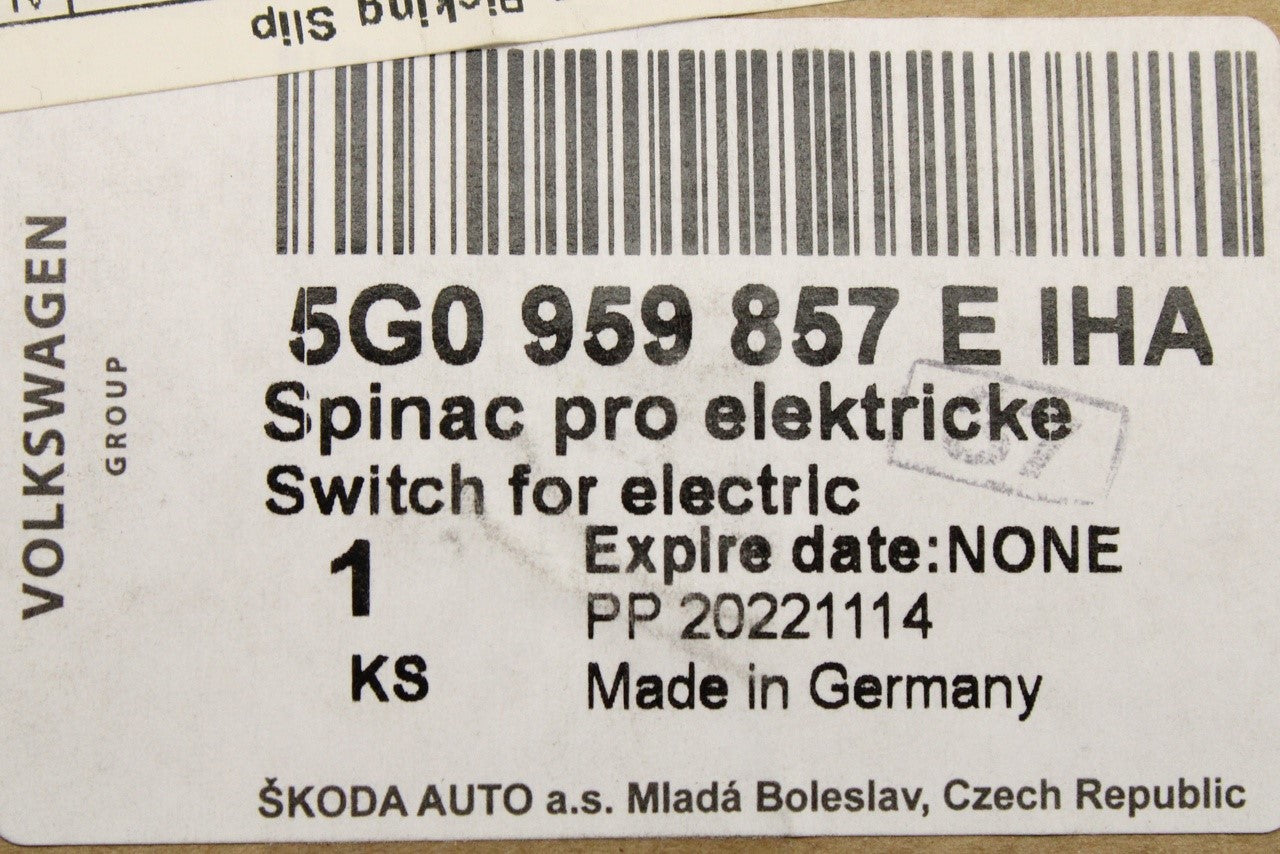 Picking Slip
VOLKSWAGEN
GROUP
5G0 959 857 E IHA
Spinac pro elektricke
Switch for electric
1
KS
Expire date:NONE
PP 20221114
Made in Germany
67
ŠKODA AUTO a.s. Mladá Boleslav, Czech Republic